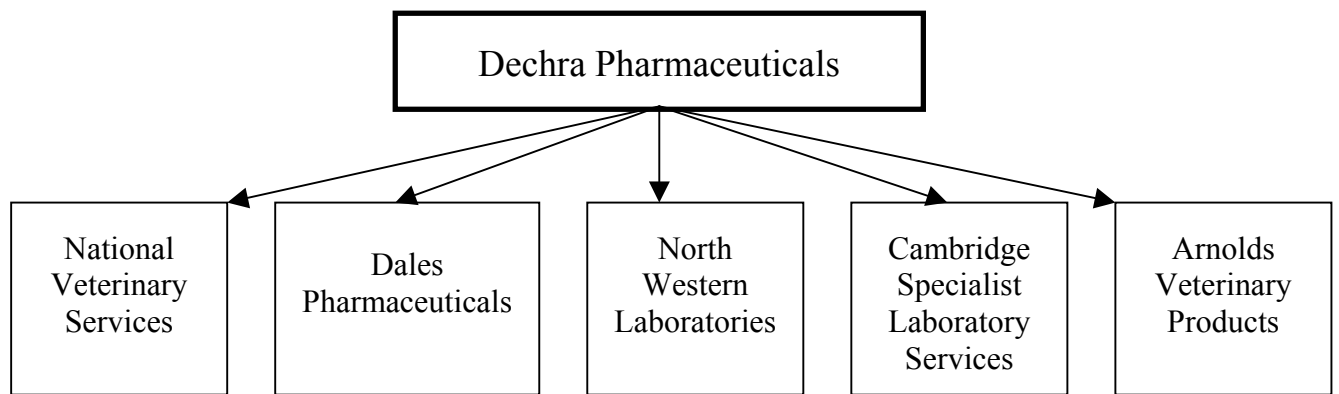 Dechra Pharmaceuticals
National
Veterinary
Services
Dales
Pharmaceuticals
North
Western
Laboratories
Cambridge
Specialist
Laboratory
Services
Arnolds
Veterinary
Products